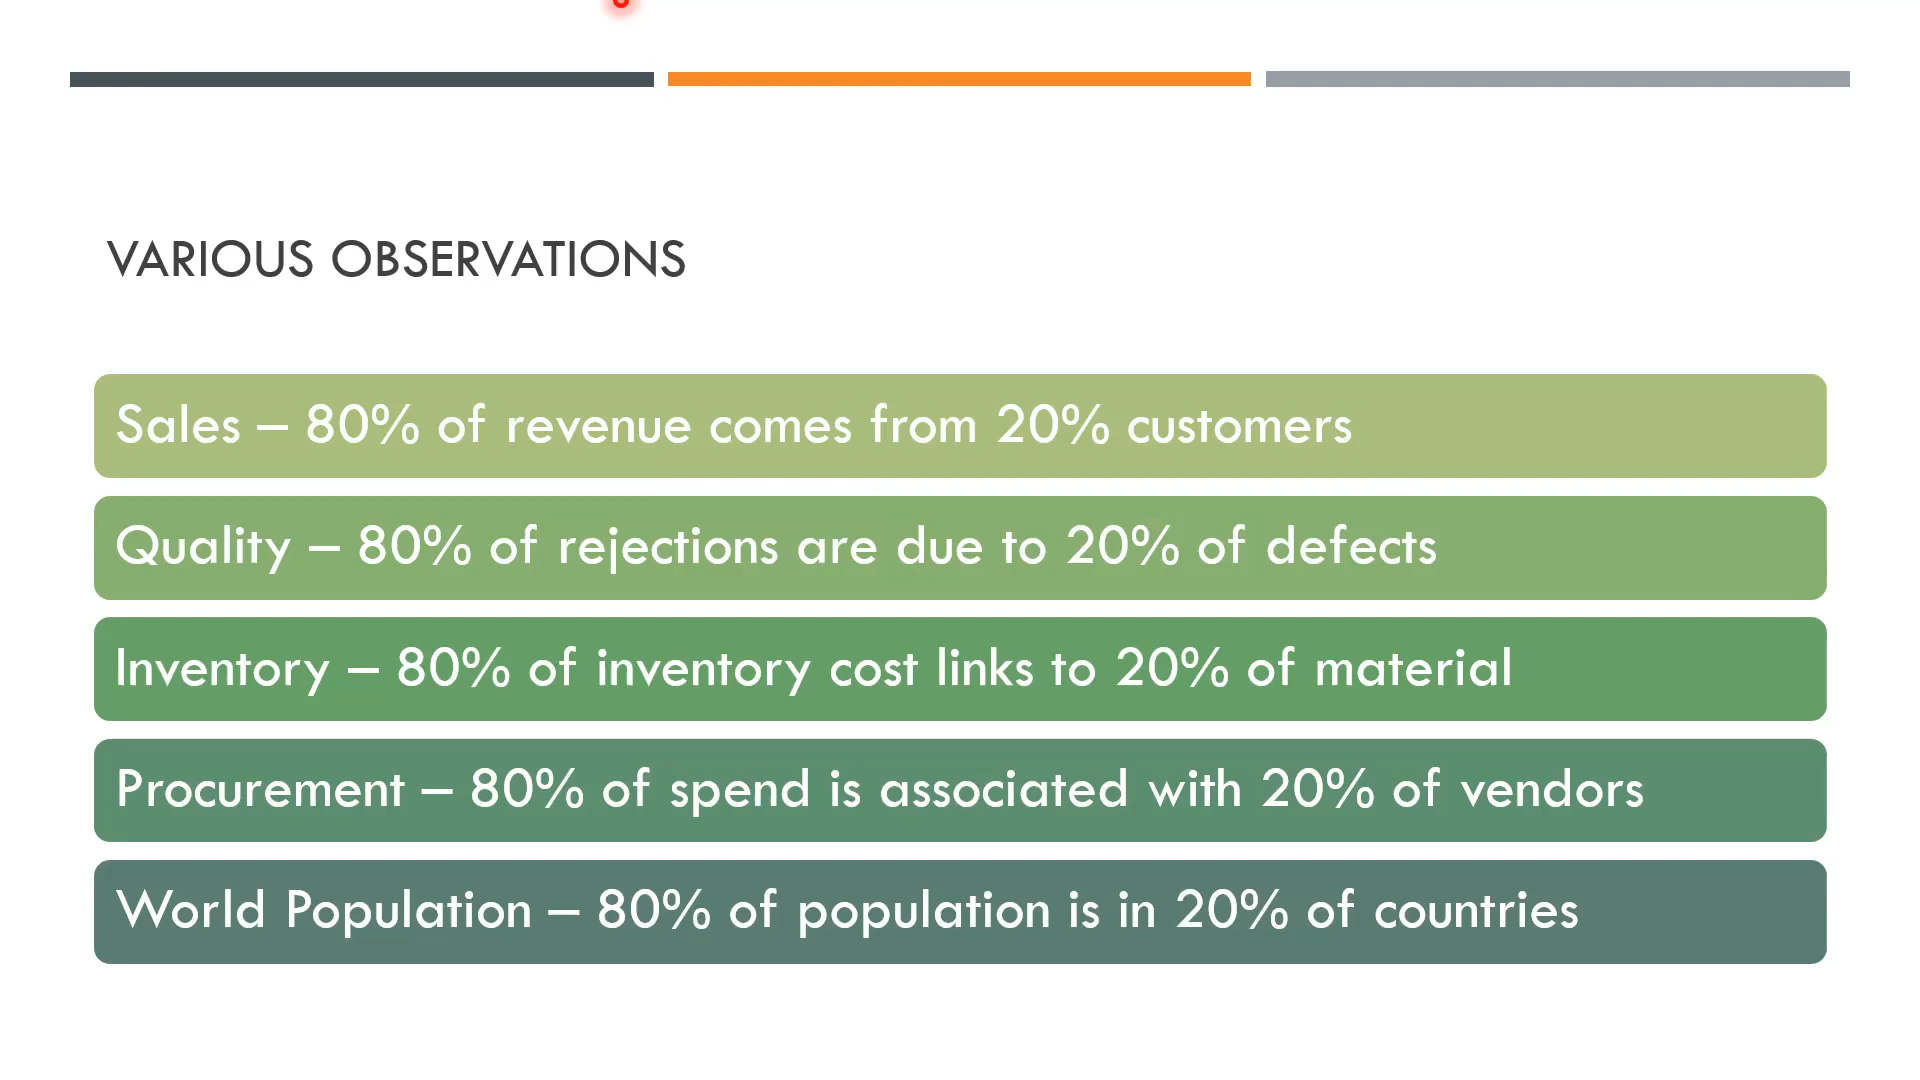 VARIOUS OBSERVATIONS
Sales – 80% of revenue comes from 20% customers
Quality – 80% of rejections are due to 20% of defects
Inventory – 80% of inventory cost links to 20% of material
Procurement – 80% of spend is associated with 20% of vendors
World Population – 80% of population is in 20% of countries